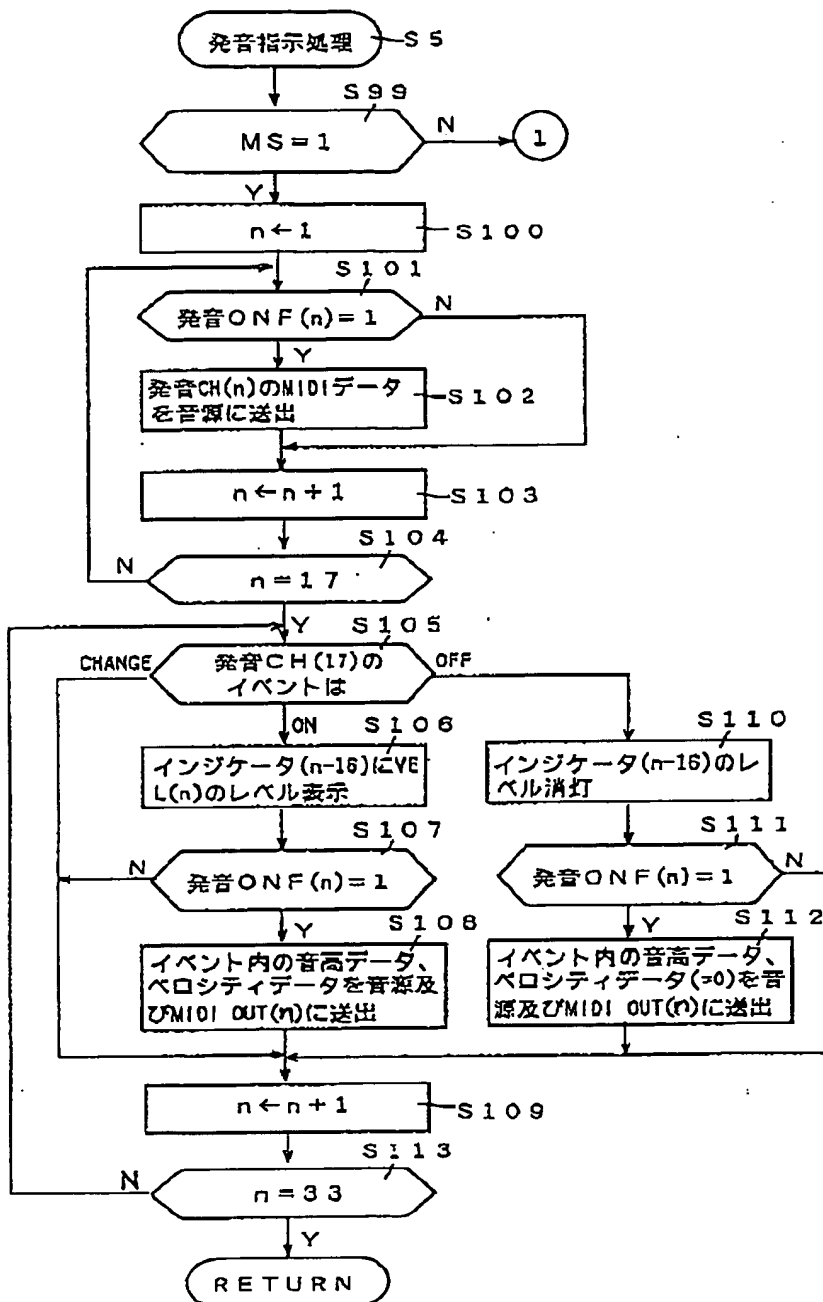 発音指示処理
S5
S99
MS=1
N
1
Y
n←1
S100
S101
発音ONF(n)=1
N
Y
発音CH(n)のMIDIデータ
を音源に送出
S102
n←n+1
S103
S104
N
n=17
Y
S105
CHANGE
発音CH(17)の
イベントは
OFF
ON
S106
インジケータ(n-16)にVE
L(n)のレベル表示
S110
インジケータ(n-16)のレ
ベル消灯
S107
N
発音ONF(n)=1
S111
発音ONF(n)=1
N
Y
S108
イベント内の音高データ、
ベロシティデータを音源及
びMIDI OUT(n)に送出
Y
S112
イベント内の音高データ、
ベロシティデータ(=0)を音
源及びMIDI OUT(n)に送出
n←n+1
S109
S113
N
n=33
Y
RETURN